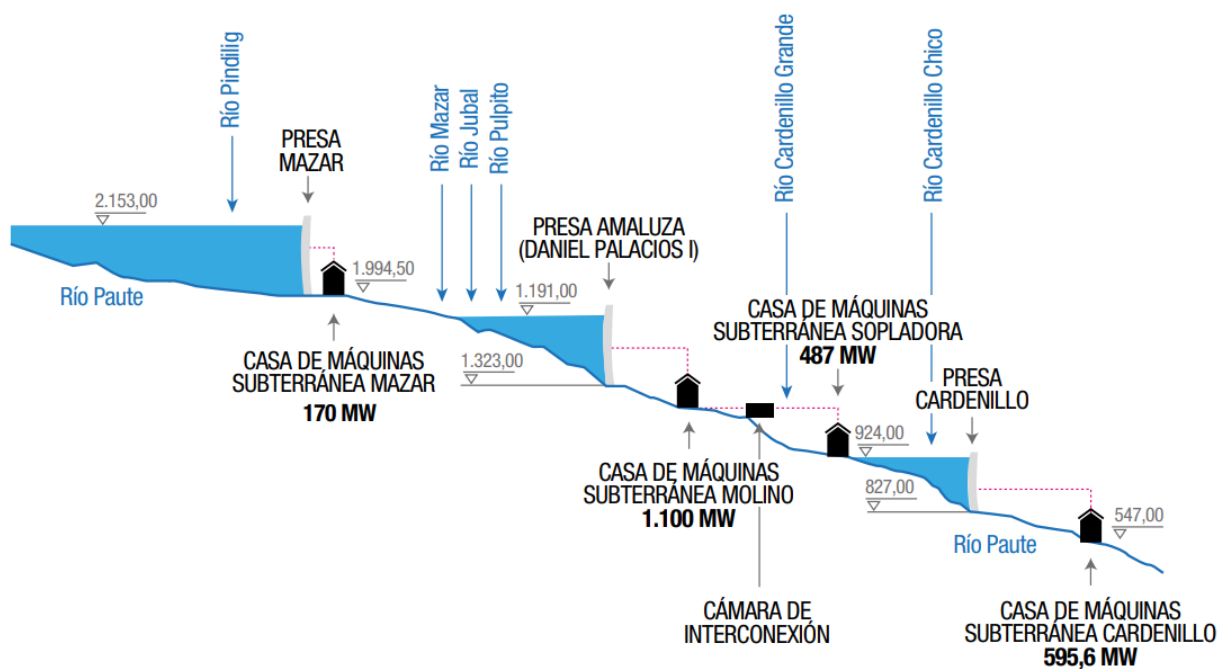 Río Pindilig
PRESA
MAZAR
2.153,00
Río Paute
1.994,50
CASA DE MÁQUINAS
SUBTERRÁNEA MAZAR
170 MW
Río Mazar
Río Jubal
Río Pulpito
PRESA AMALUZA
(DANIEL PALACIOS I)
1.191,00
1.323,00
CASA DE MÁQUINAS
SUBTERRÁNEA MOLINO
1.100 MW
CÁMARA DE
INTERCONEXIÓN
Río Cardenillo Grande
CASA DE MÁQUINAS
SUBTERRÁNEA SOPLADORA
487 MW
Río Cardenillo Chico
PRESA
CARDENILLO
924,00
827,00
Río Paute
547,00
CASA DE MÁQUINAS
SUBTERRÁNEA CARDENILLO
595,6 MW